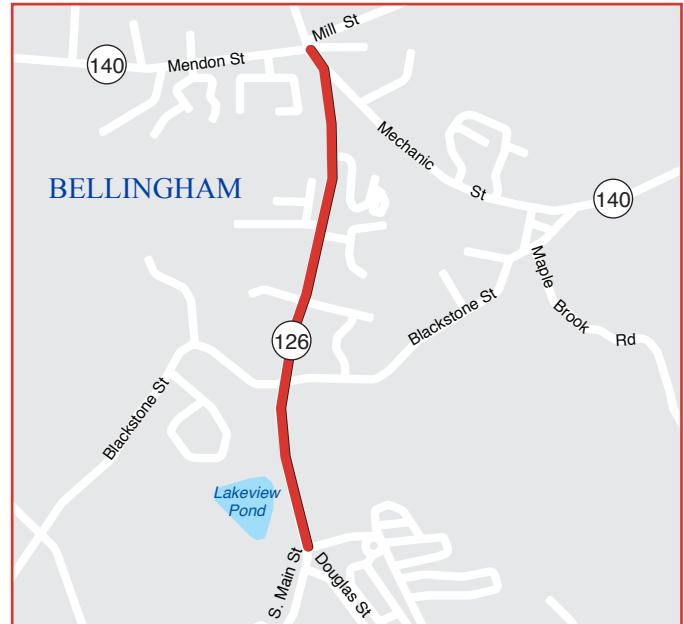 Mill St
140
Mendon St
Mechanic
St
BELLINGHAM
140
Maple
Brook
Rd
Blackstone St
126
Blackstone St
Lakeview
Pond
S. Main St
Douglas St